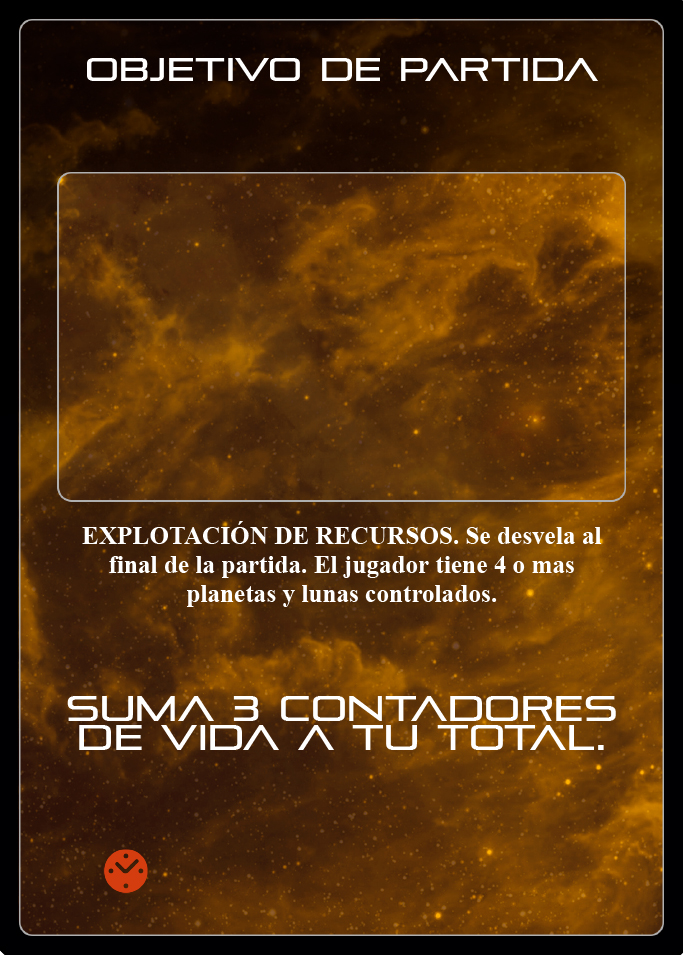 OBJETIVO DE PARTIDA
EXPLOTACIÓN DE RECURSOS. Se desvela al
final de la partida. El jugador tiene 4 o mas
planetas y lunas controlados.
SUMA 3 CONTADORES
DE VIDA A TU TOTAL.